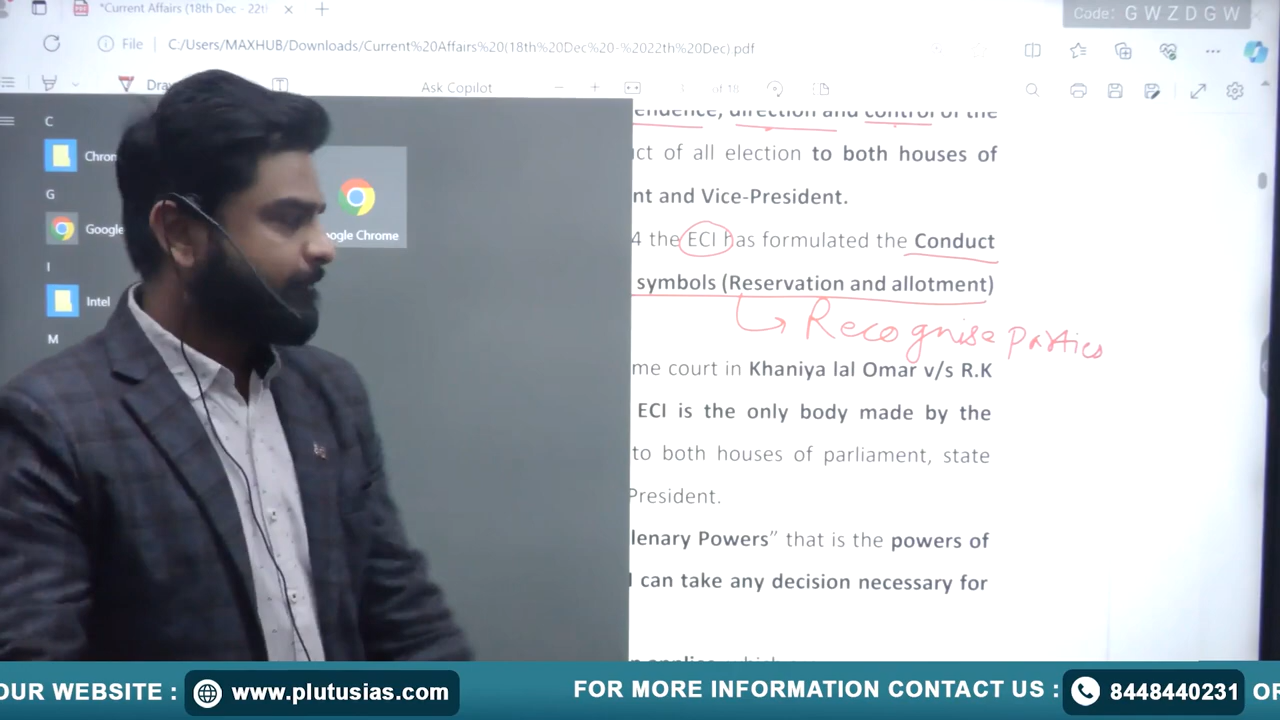 *Current Affairs (18th Dec - 22th
Code: G W Z D G W
File C:/Users/MAXHUB/Downloads/Current%20Affairs%20(18th%20Dec%20-%2022th%20Dec).pdf
Ask Copilot
of 18
C
Chrom
G
Google
I
Intel
M
ogle Chrome
endence, direction and control of the
ct of all election to both houses of
nt and Vice-President.
4 the ECI has formulated the Conduct
symbols (Reservation and allotment)
Recognise parties
me court in Khaniya lal Omar v/s R.K
ECI is the only body made by the
to both houses of parliament, state
President.
lenary Powers” that is the powers of
I can take any decision necessary for
OUR WEBSITE : www.plutusias.com FOR MORE INFORMATION CONTACT US : 8448440231 OR